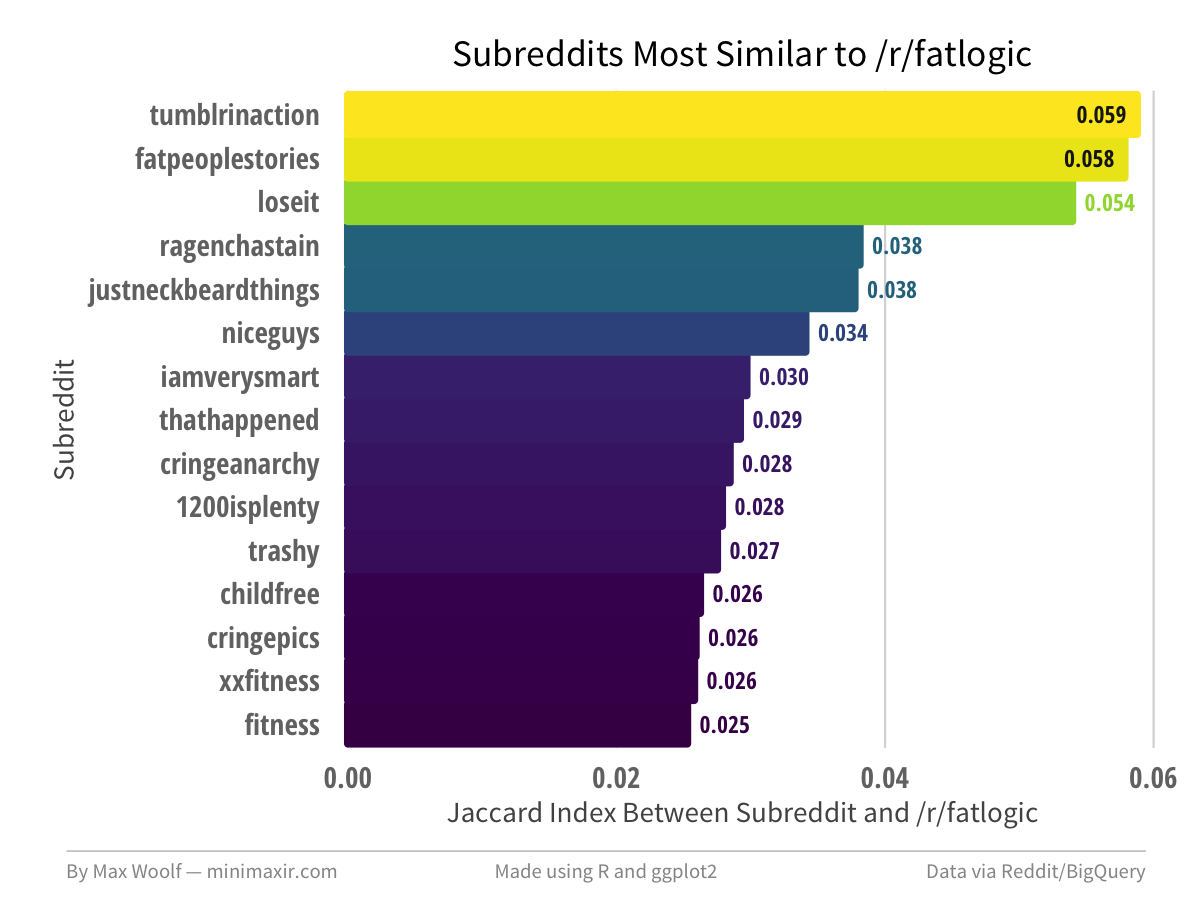 Subreddits Most Similar to /r/fatlogic
tumblrinaction 0.059
fatpeoplestories 0.058
loseit 0.054
ragenchastain 0.038
justneckbeardthings 0.038
niceguys 0.034
iamverysmart 0.030
thathappened 0.029
cringeanarchy 0.028
1200isplenty 0.028
trashy 0.027
childfree 0.026
cringepics 0.026
xxfitness 0.026
fitness 0.025
Subreddit
0.00 0.02 0.04 0.06
Jaccard Index Between Subreddit and /r/fatlogic
By Max Woolf — minimaxir.com Made using R and ggplot2 Data via Reddit/BigQuery